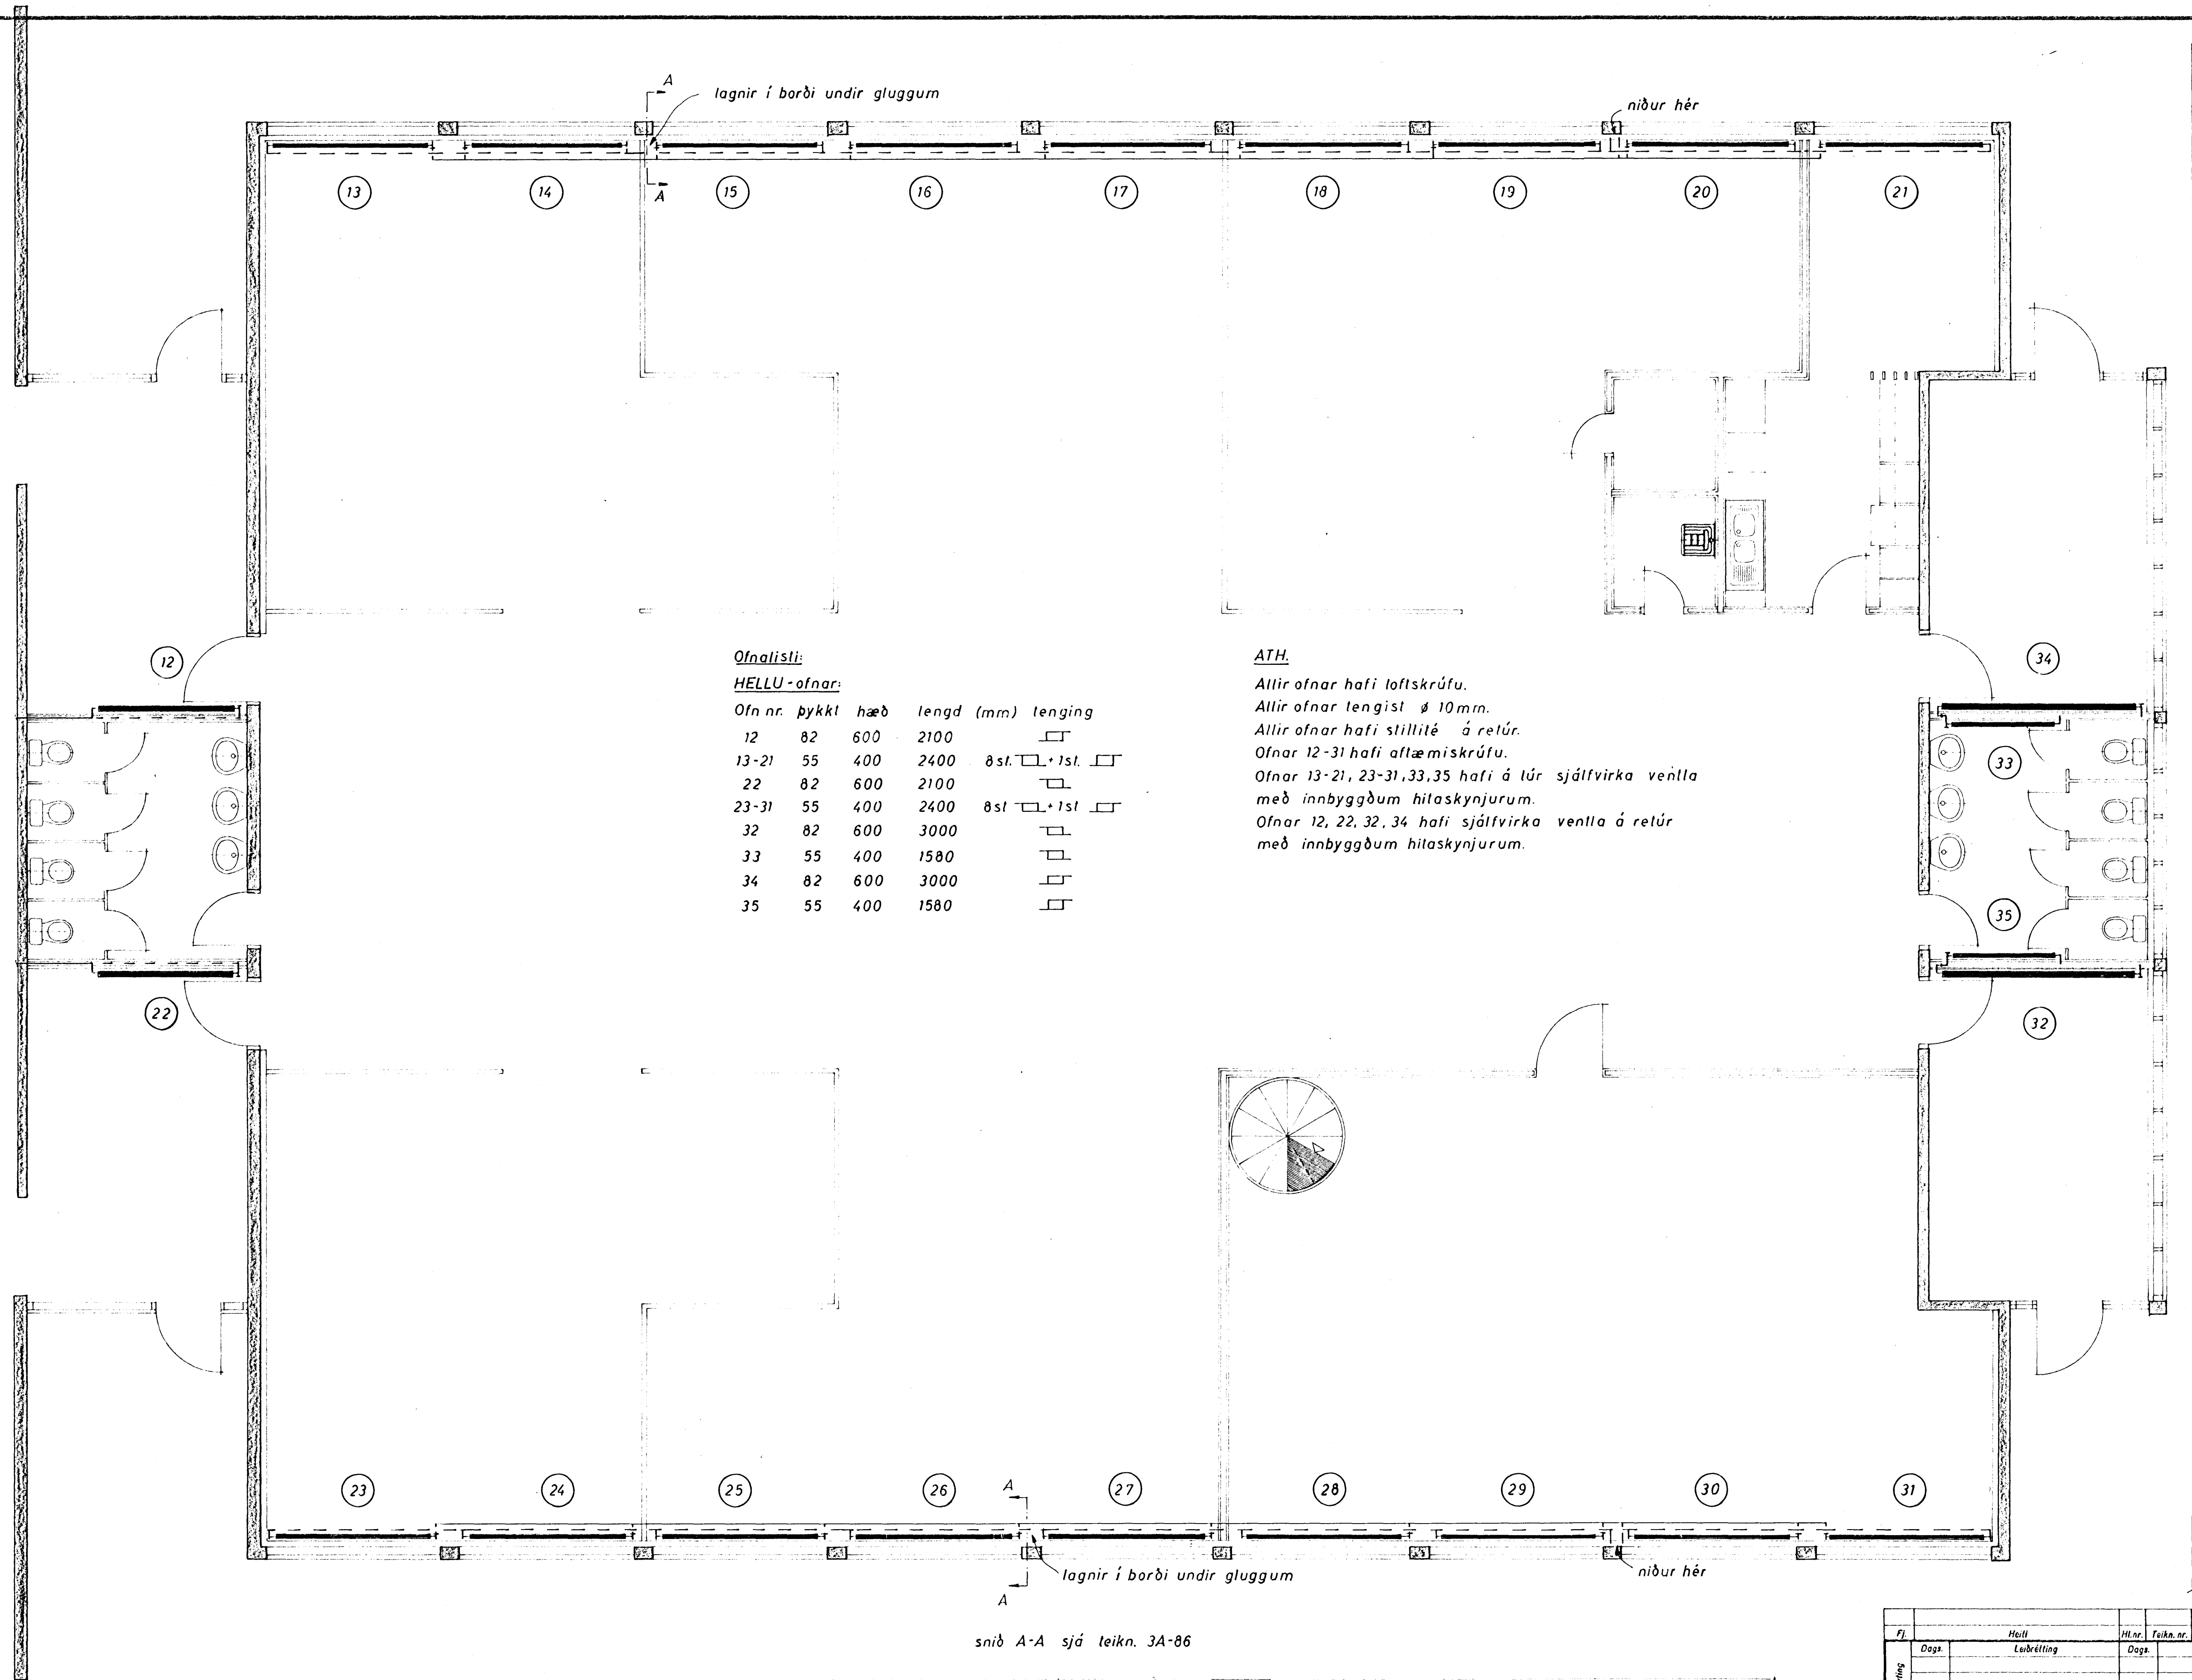 A
lagnir í borði undir gluggum
niður hér
A
13
14
15
16
17
18
19
20
21
12
34
Ofnalisti:
HELLU-ofnar:
Ofn nr. þykkt hæð lengd (mm) tenging
12 82 600 2100
13-21 55 400 2400 8st. + 1st.
22 82 600 2100
23-31 55 400 2400 8st + 1st
32 82 600 3000
33 55 400 1580
34 82 600 3000
35 55 400 1580
ATH.
Allir ofnar hafi loftskrúfu.
Allir ofnar tengist ø 10mm.
Allir ofnar hafi stillité á retúr.
Ofnar 12-31 hafi aftæmiskrúfu.
Ofnar 13-21, 23-31, 33, 35 hafi á túr sjálfvirka ventla
með innbyggðum hitaskynjurum.
Ofnar 12, 22, 32, 34 hafi sjálfvirka ventla á retúr
með innbyggðum hitaskynjurum.
33
35
22
32
23
24
25
26
A
27
28
29
30
31
lagnir í borði undir gluggum
niður hér
A
snið A-A sjá teikn. 3A-86
Fj. Heiti Hl.nr. Teikn. nr.
Dags. Leiðrétting Dags.